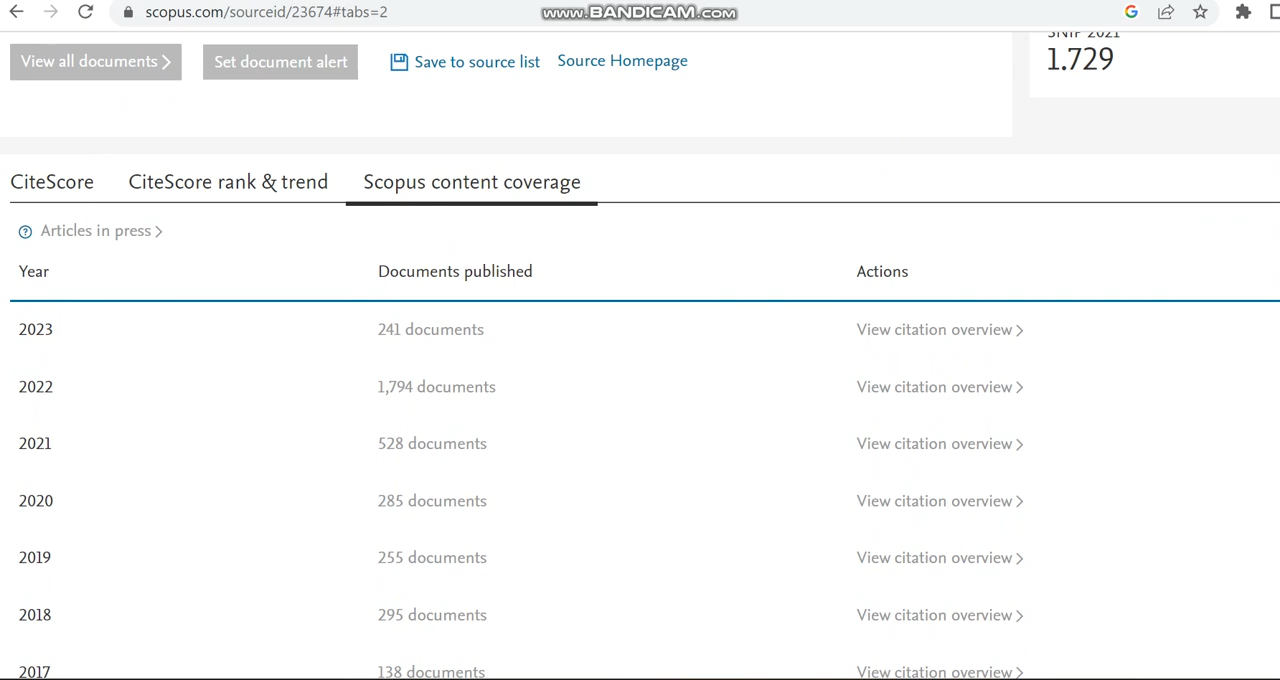 scopus.com/sourceid/23674#tabs=2
www.BANDICAM.com
SNIP 2021
View all documents
Set document alert
Save to source list
Source Homepage
1.729
CiteScore
CiteScore rank & trend
Scopus content coverage
Articles in press
Year Documents published Actions
2023 241 documents View citation overview
2022 1,794 documents View citation overview
2021 528 documents View citation overview
2020 285 documents View citation overview
2019 255 documents View citation overview
2018 295 documents View citation overview
2017 138 documents View citation overview